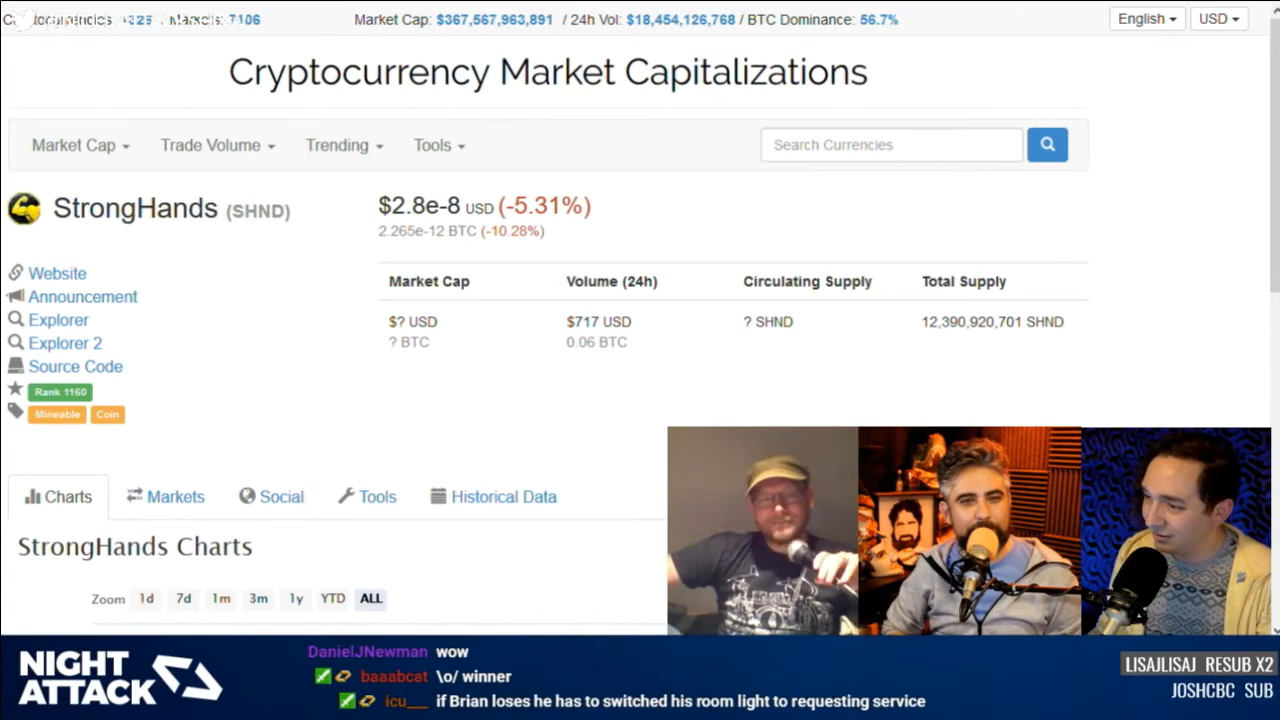 Market Cap: $367,567,963,891 / 24h Vol: $18,454,126,768 / BTC Dominance: 56.7%
English USD
Cryptocurrency Market Capitalizations
Market Cap Trade Volume Trending Tools Search Currencies
StrongHands (SHND)
$2.8e-8 USD (-5.31%)
2.265e-12 BTC (-10.28%)
Website
Announcement
Explorer
Explorer 2
Source Code
Rank 1160
Mineable Coin
Market Cap Volume (24h) Circulating Supply Total Supply
$? USD $717 USD ? SHND 12,390,920,701 SHND
? BTC 0.06 BTC
Charts Markets Social Tools Historical Data
StrongHands Charts
Zoom 1d 7d 1m 3m 1y YTD ALL
NIGHT
ATTACK
DanielJNewman wow
baaabcat \o/ winner
icu__ if Brian loses he has to switched his room light to requesting service
LISAJLISAJ RESUB X2
JOSHCBC SUB